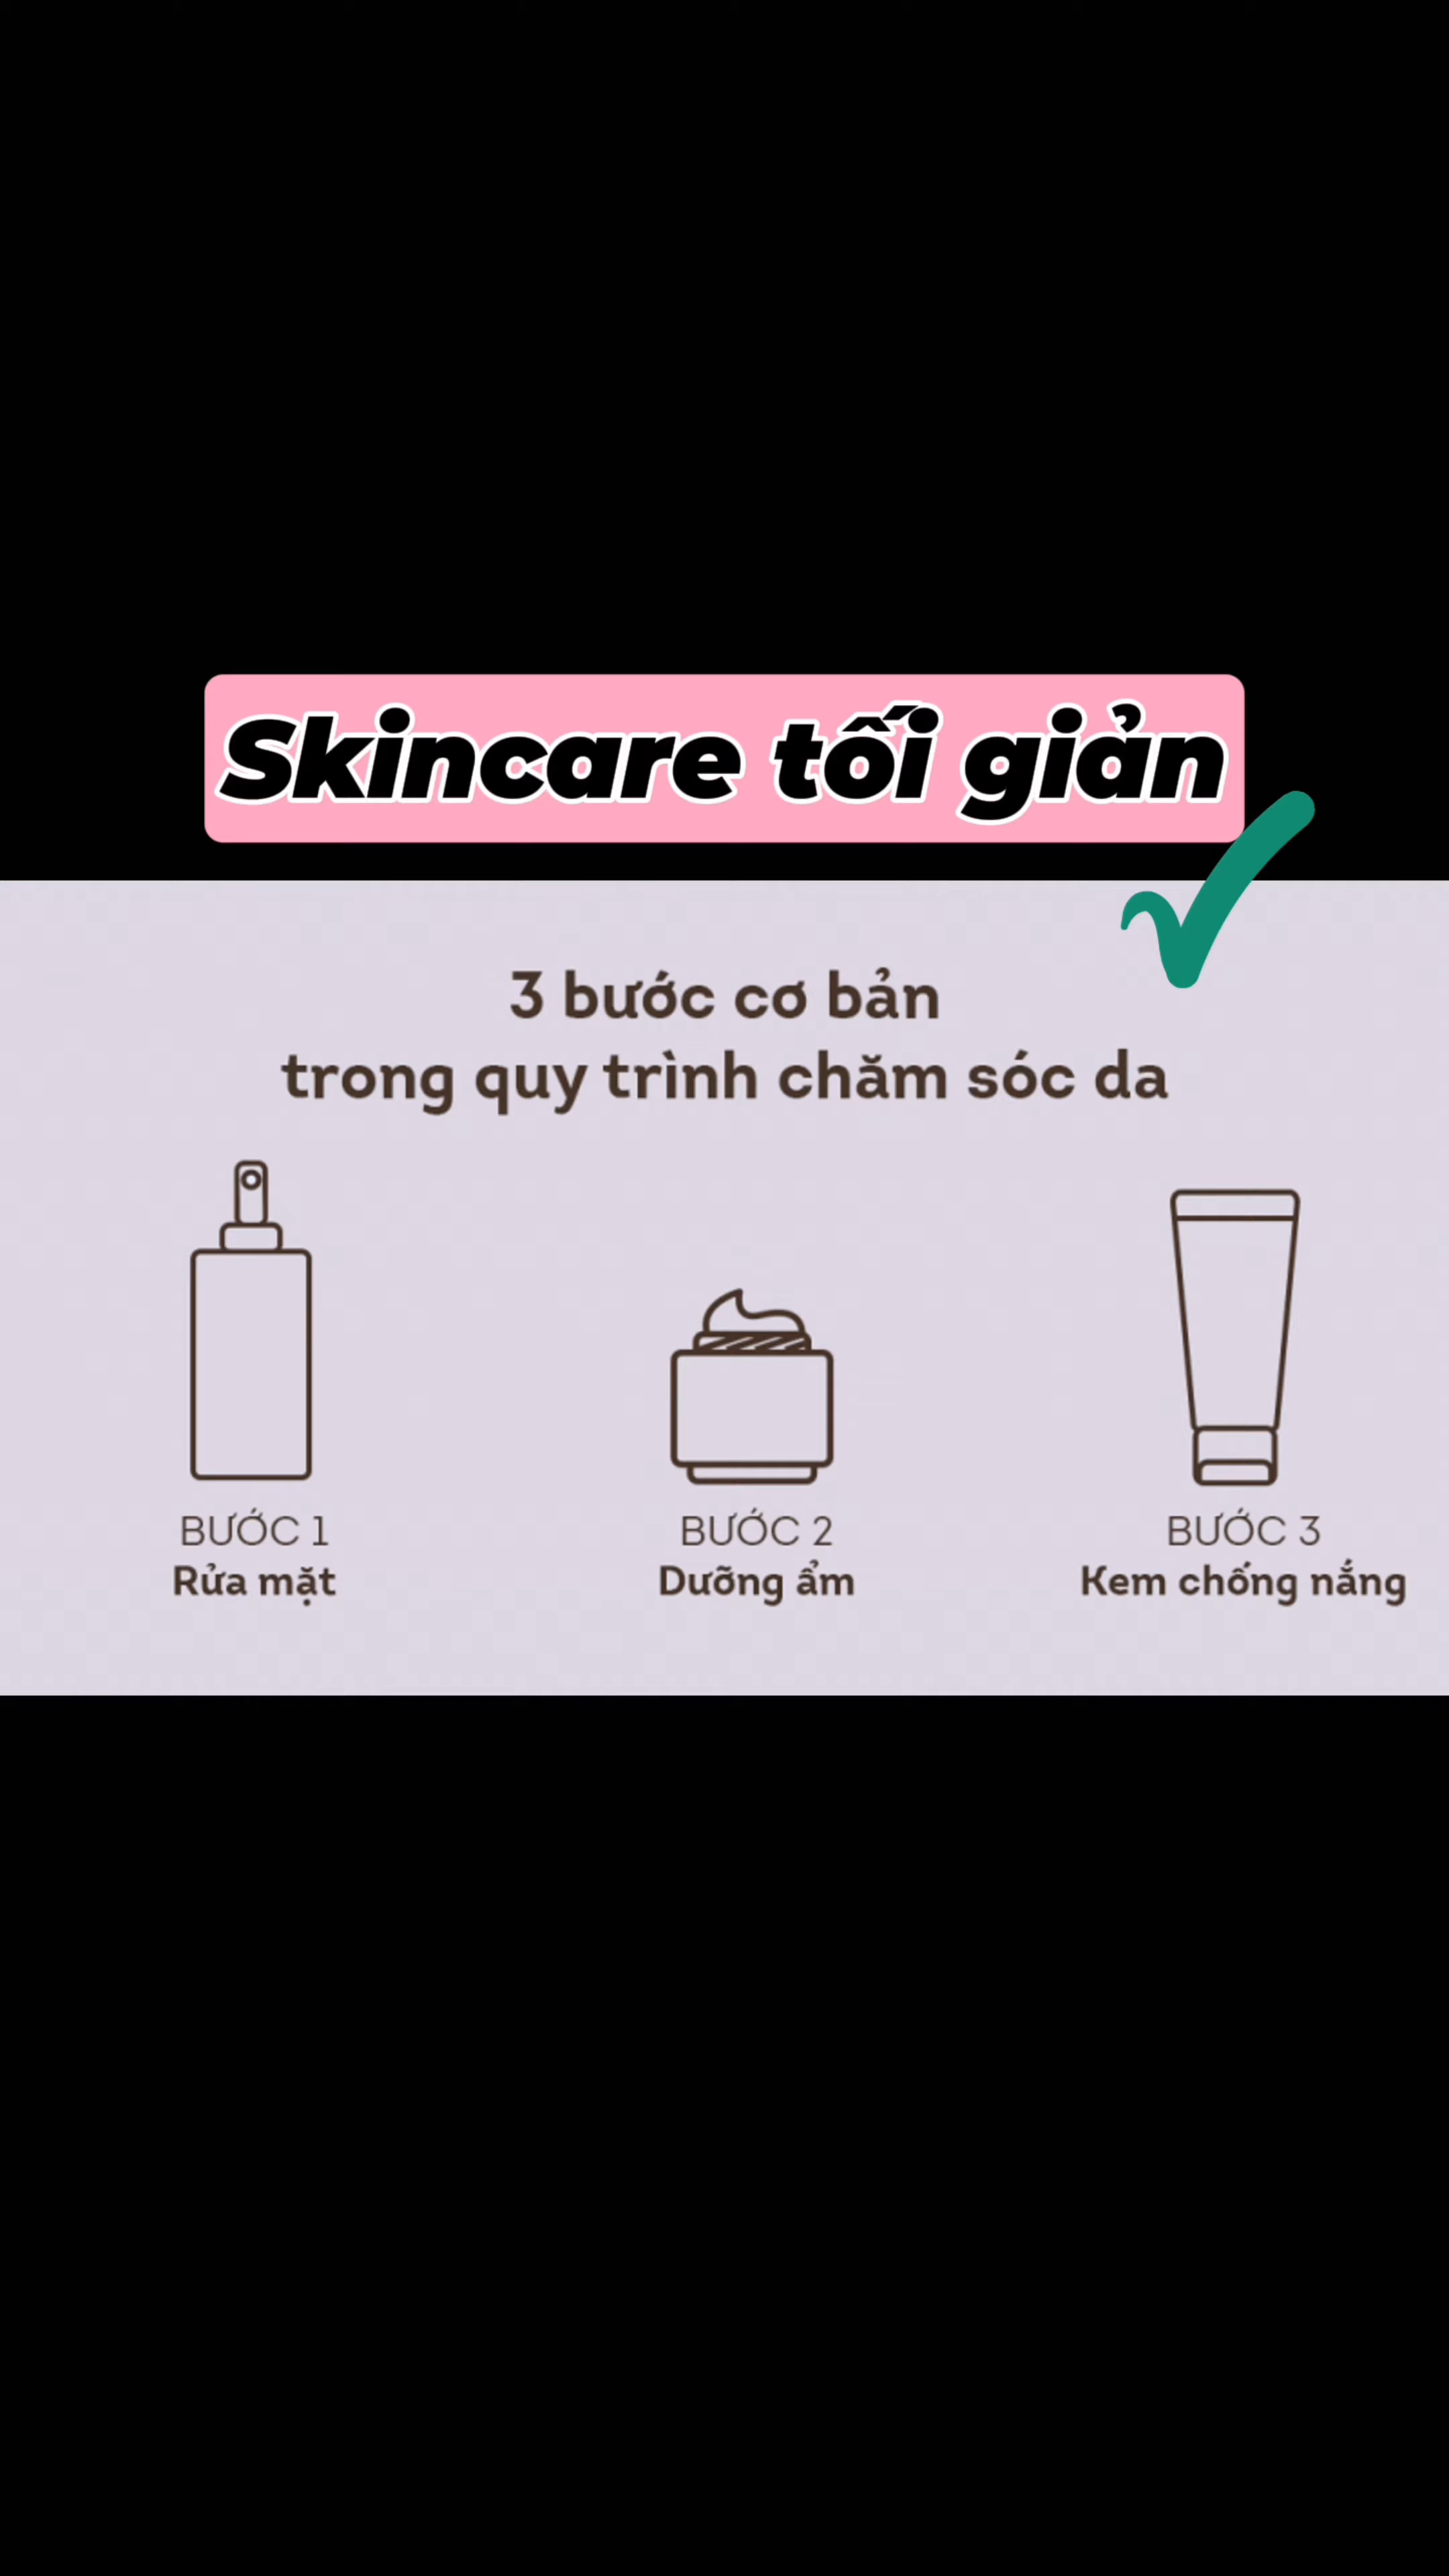 Skincare tối giản
3 bước cơ bản
trong quy trình chăm sóc da
BƯỚC 1
Rửa mặt
BƯỚC 2
Dưỡng ẩm
BƯỚC 3
Kem chống nắng